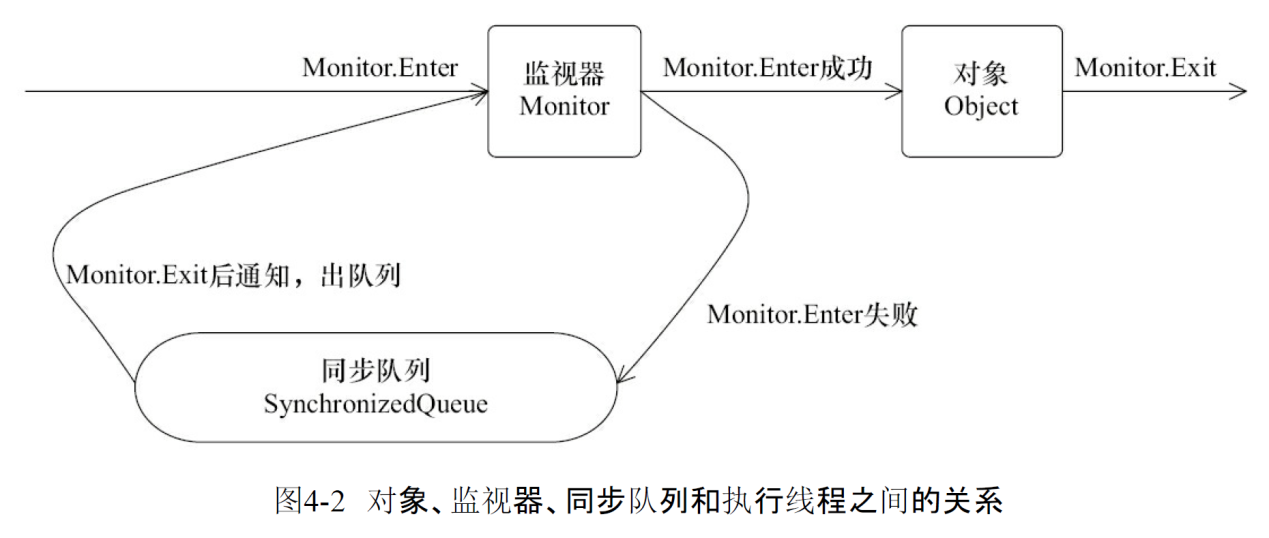 Monitor.Enter
监视器
Monitor
Monitor.Enter成功
对象
Object
Monitor.Exit
Monitor.Exit后通知，出队列
Monitor.Enter失败
同步队列
SynchronizedQueue
图4-2 对象、监视器、同步队列和执行线程之间的关系